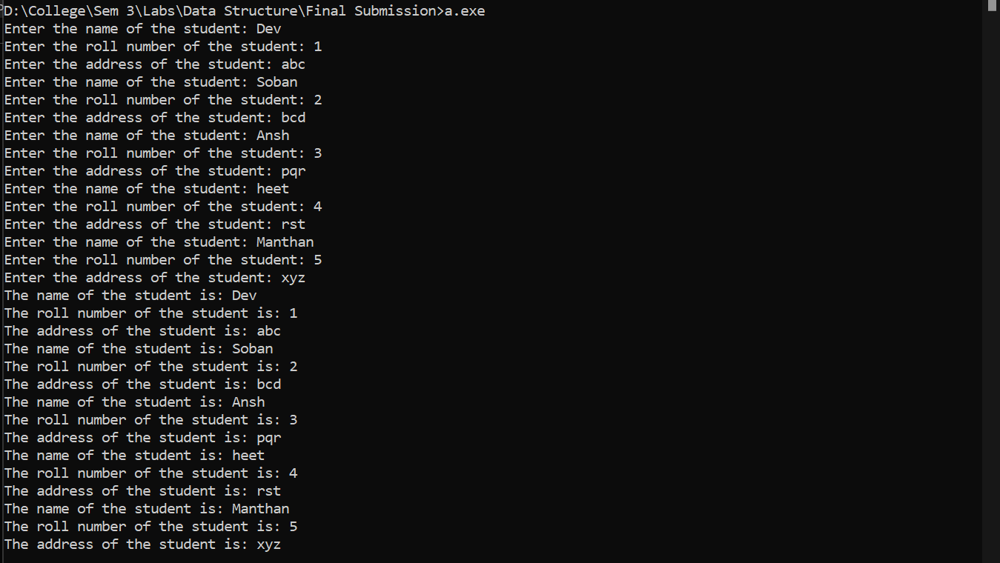 D:\College\Sem 3\Labs\Data Structure\Final Submission>a.exe
Enter the name of the student: Dev
Enter the roll number of the student: 1
Enter the address of the student: abc
Enter the name of the student: Soban
Enter the roll number of the student: 2
Enter the address of the student: bcd
Enter the name of the student: Ansh
Enter the roll number of the student: 3
Enter the address of the student: pqr
Enter the name of the student: heet
Enter the roll number of the student: 4
Enter the address of the student: rst
Enter the name of the student: Manthan
Enter the roll number of the student: 5
Enter the address of the student: xyz
The name of the student is: Dev
The roll number of the student is: 1
The address of the student is: abc
The name of the student is: Soban
The roll number of the student is: 2
The address of the student is: bcd
The name of the student is: Ansh
The roll number of the student is: 3
The address of the student is: pqr
The name of the student is: heet
The roll number of the student is: 4
The address of the student is: rst
The name of the student is: Manthan
The roll number of the student is: 5
The address of the student is: xyz